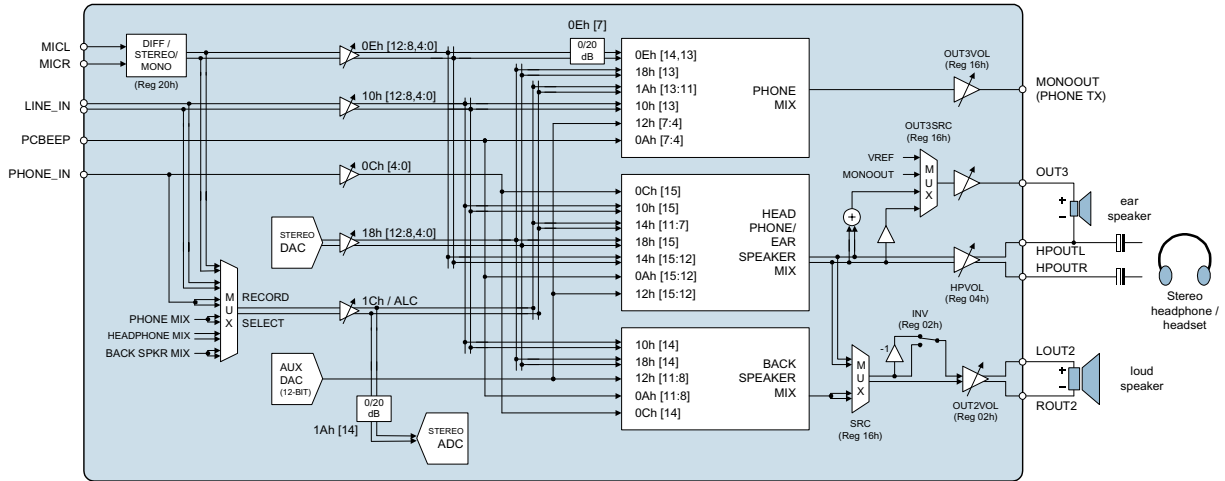 MICL
MICR
LINE_IN
PCBEEP
PHONE_IN
DIFF /
STEREO/
MONO
(Reg 20h)
0Eh [12:8,4:0]
10h [12:8,4:0]
0Ch [4:0]
STEREO
DAC
18h [12:8,4:0]
M
U
X
RECORD
SELECT
PHONE MIX
HEADPHONE MIX
BACK SPKR MIX
1Ch / ALC
AUX
DAC
(12-BIT)
0/20
dB
1Ah [14]
STEREO
ADC
0Eh [7]
0/20
dB
0Eh [14,13]
18h [13]
1Ah [13:11]
10h [13]
12h [7:4]
0Ah [7:4]
PHONE
MIX
0Ch [15]
10h [15]
14h [11:7]
18h [15]
14h [15:12]
0Ah [15:12]
12h [15:12]
HEAD
PHONE/
EAR
SPEAKER
MIX
10h [14]
18h [14]
12h [11:8]
0Ah [11:8]
0Ch [14]
BACK
SPEAKER
MIX
OUT3VOL
(Reg 16h)
MONOOUT
(PHONE TX)
OUT3SRC
(Reg 16h)
VREF
MONOOUT
M
U
X
+
OUT3
+
–
ear
speaker
HPOUTL
HPOUTR
HPVOL
(Reg 04h)
Stereo
headphone /
headset
INV
(Reg 02h)
-1
M
U
X
SRC
(Reg 16h)
OUT2VOL
(Reg 02h)
LOUT2
ROUT2
+
–
loud
speaker